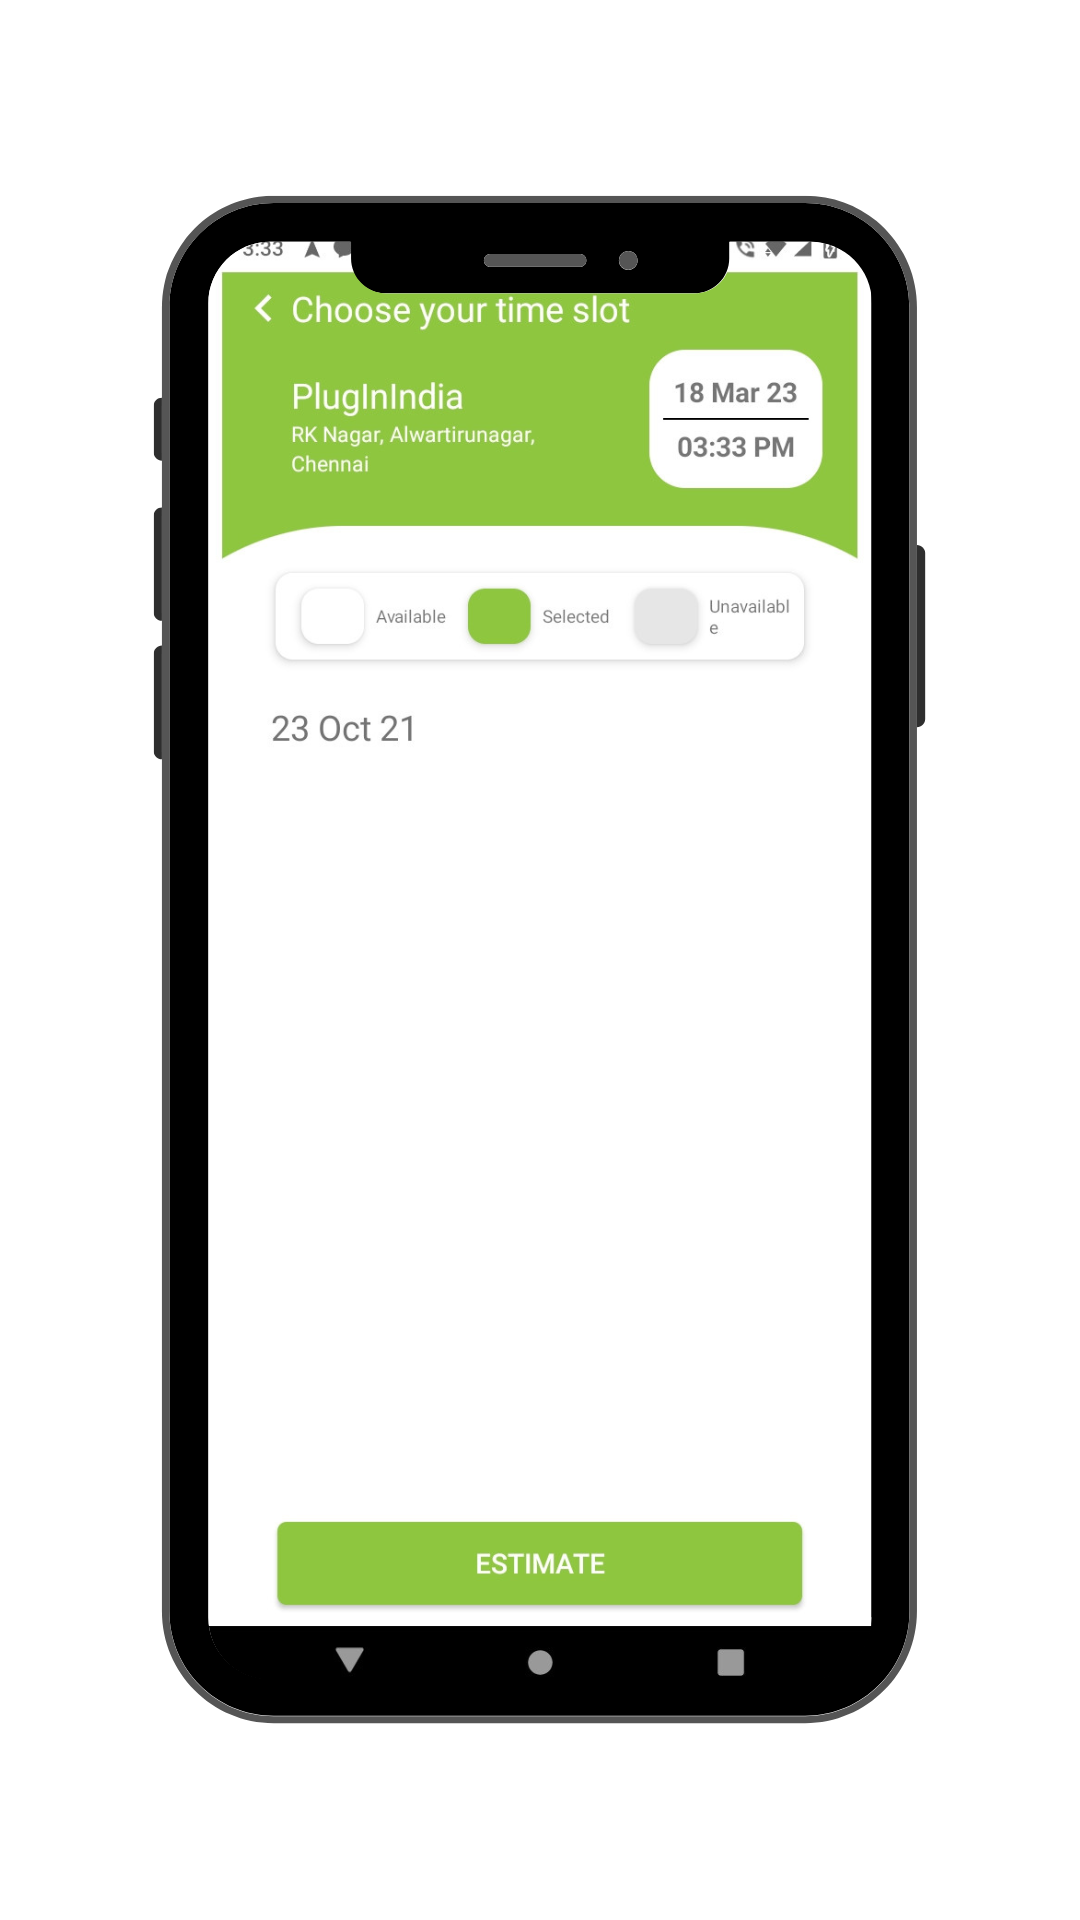 3:33
Choose your time slot
PlugInIndia
RK Nagar, Alwartirunagar,
Chennai
18 Mar 23
03:33 PM
Available
Selected
Unavailabl
e
23 Oct 21
ESTIMATE